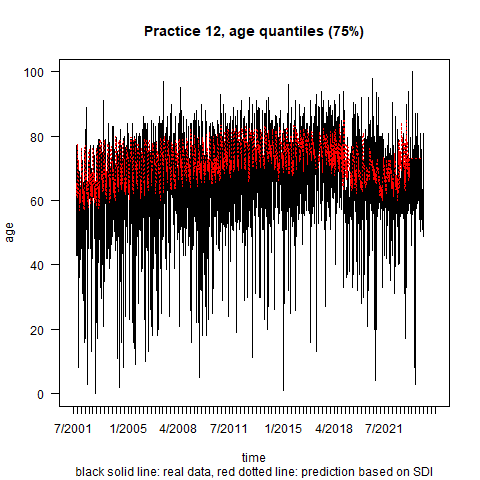 Practice 12, age quantiles (75%)
100
80
60
40
20
0
age
7/2001 1/2005 4/2008 7/2011 1/2015 4/2018 7/2021
time
black solid line: real data, red dotted line: prediction based on SDI